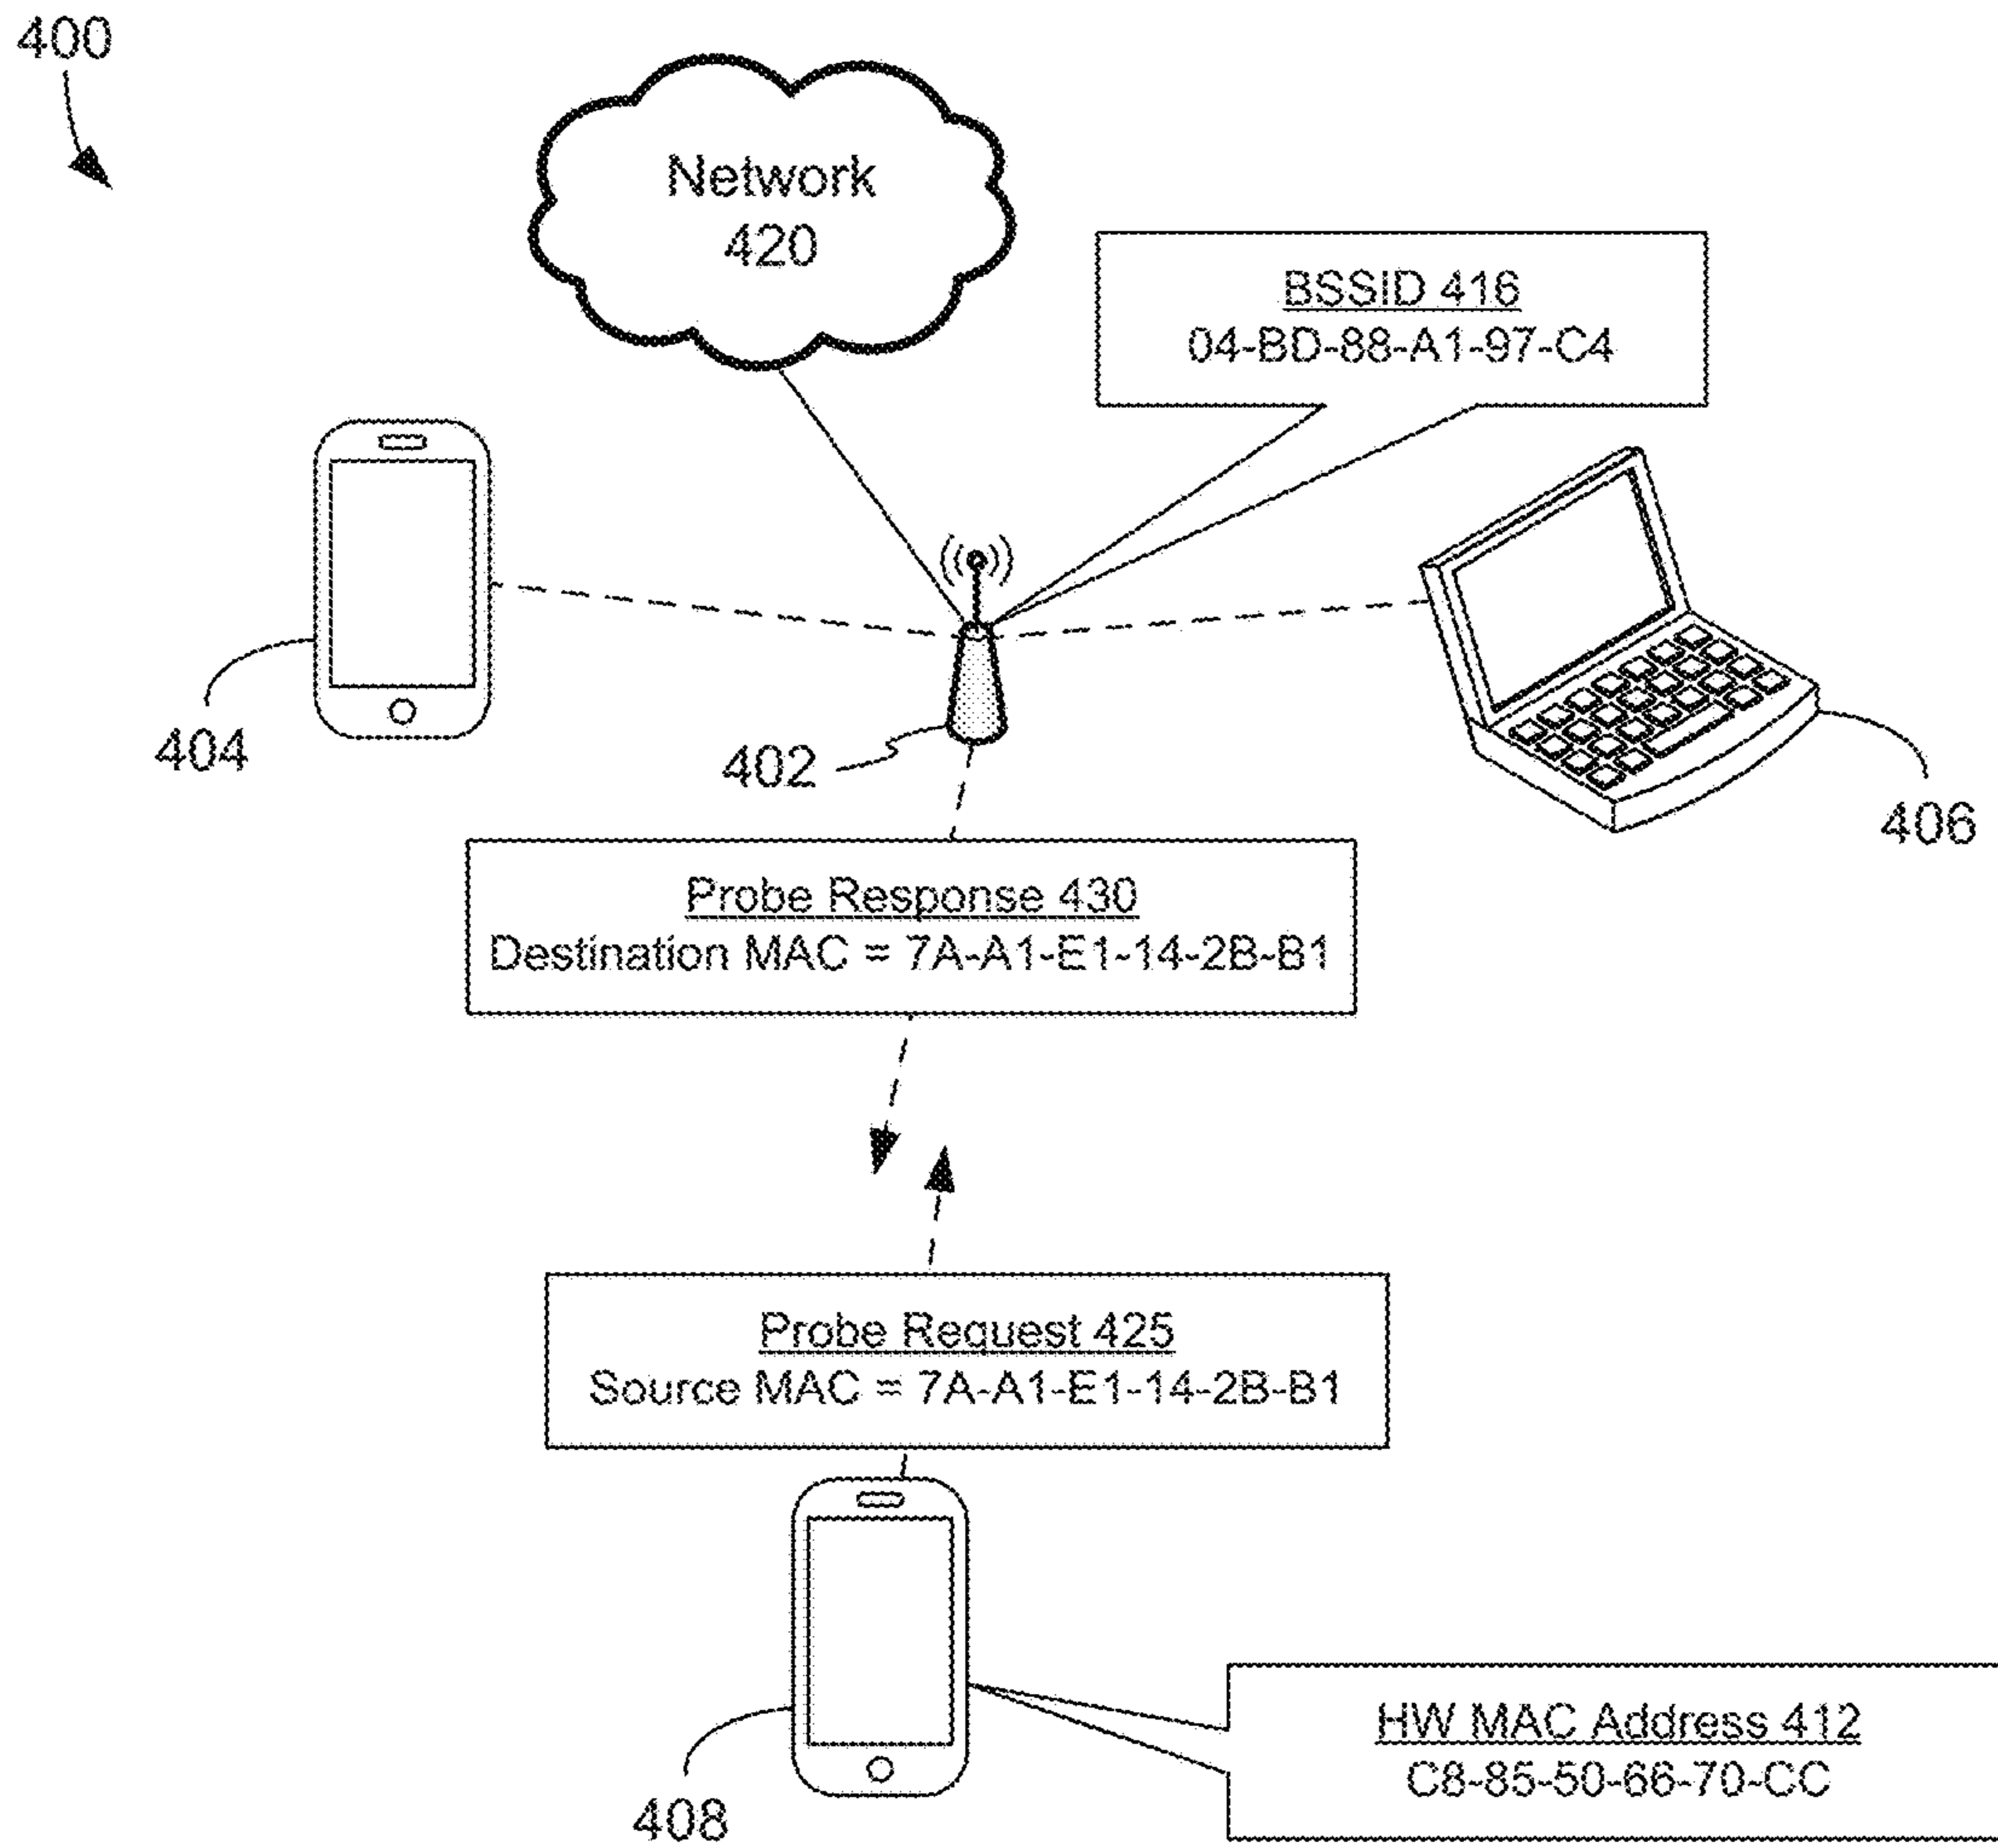 400
Network
420
BSSID 416
04-BD-88-A1-97-C4
404
402
406
Probe Response 430
Destination MAC = 7A-A1-E1-14-2B-B1
Probe Request 425
Source MAC = 7A-A1-E1-14-2B-B1
HW MAC Address 412
C8-85-50-66-70-CC
408